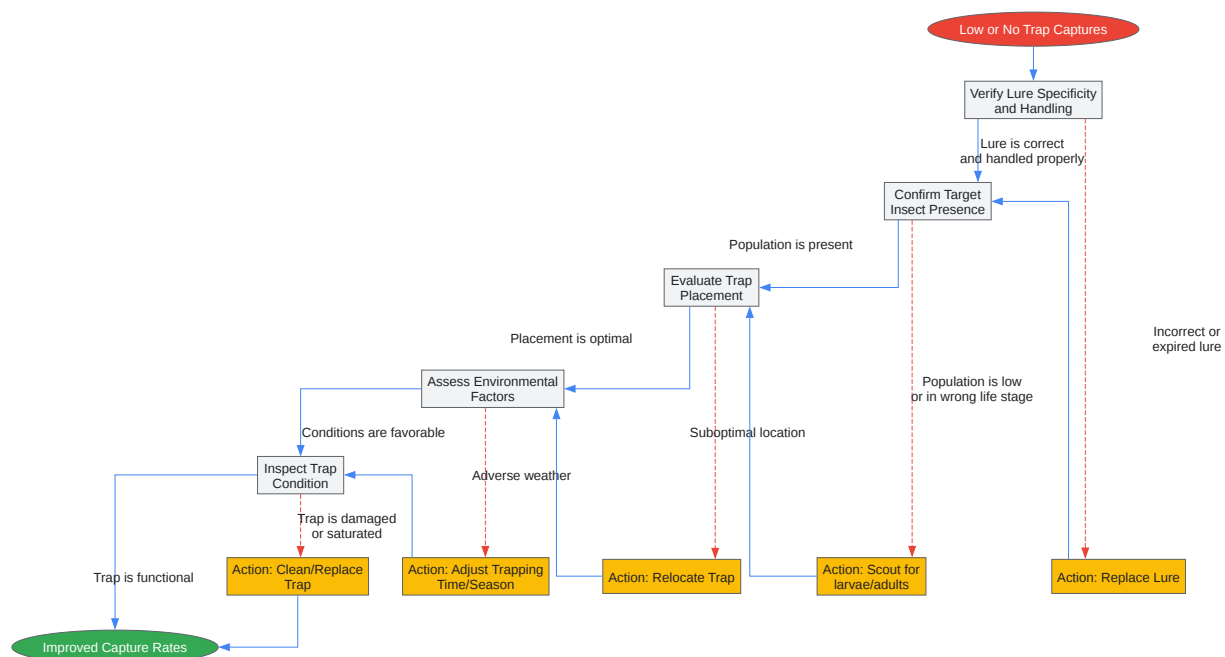 Low or No Trap Captures
Verify Lure Specificity
and Handling
Lure is correct
and handled properly
Confirm Target
Insect Presence
Population is present
Evaluate Trap
Placement
Placement is optimal
Incorrect or
expired lure
Assess Environmental
Factors
Population is low
or in wrong life stage
Conditions are favorable
Suboptimal location
Inspect Trap
Condition
Adverse weather
Trap is damaged
or saturated
Trap is functional
Action: Clean/Replace
Trap
Action: Adjust Trapping
Time/Season
Action: Relocate Trap
Action: Scout for
larvae/adults
Action: Replace Lure
Improved Capture Rates